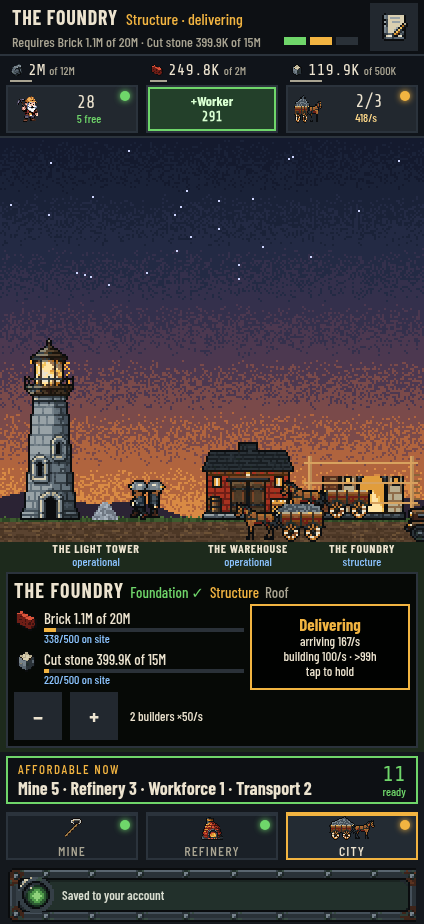 THE FOUNDRY Structure · delivering
Requires Brick 1.1M of 20M · Cut stone 399.9K of 15M
2M of 12M
249.8K of 2M
119.9K of 500K
28
5 free
+Worker
291
2/3
418/s
THE LIGHT TOWER
operational
THE WAREHOUSE
operational
THE FOUNDRY
structure
THE FOUNDRY Foundation ✓ Structure Roof
Brick 1.1M of 20M
338/500 on site
Cut stone 399.9K of 15M
220/500 on site
Delivering
arriving 167/s
building 100/s · >99h
tap to hold
−
+
2 builders ×50/s
AFFORDABLE NOW
Mine 5 · Refinery 3 · Workforce 1 · Transport 2
11
ready
MINE
REFINERY
CITY
Saved to your account